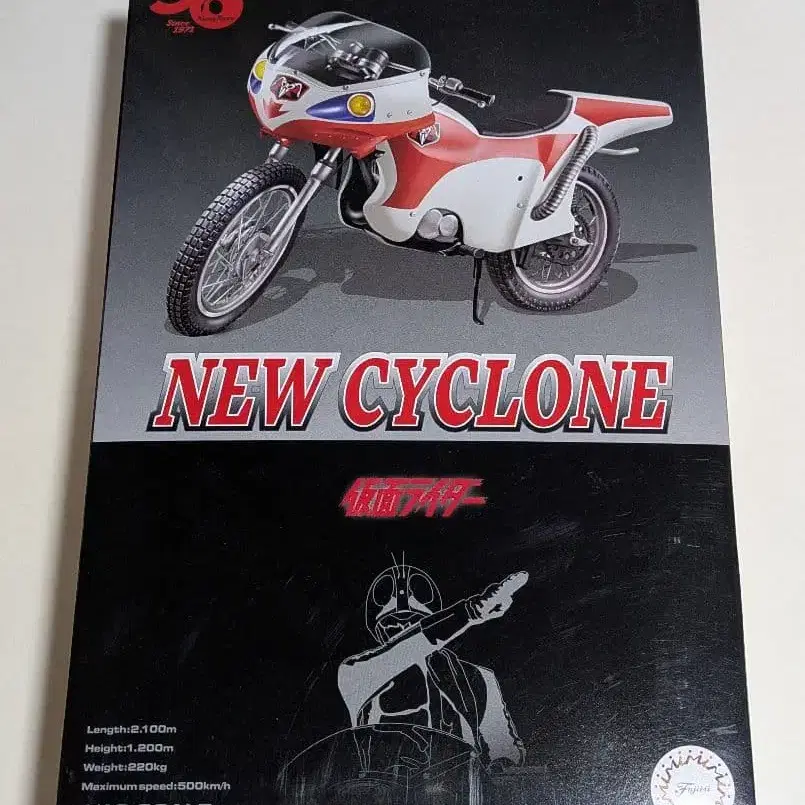 Since
1971
NEW CYCLONE
仮面ライダー
Length:2.100m
Height:1.200m
Weight:220kg
Maximum speed:500km/h
Fujimi